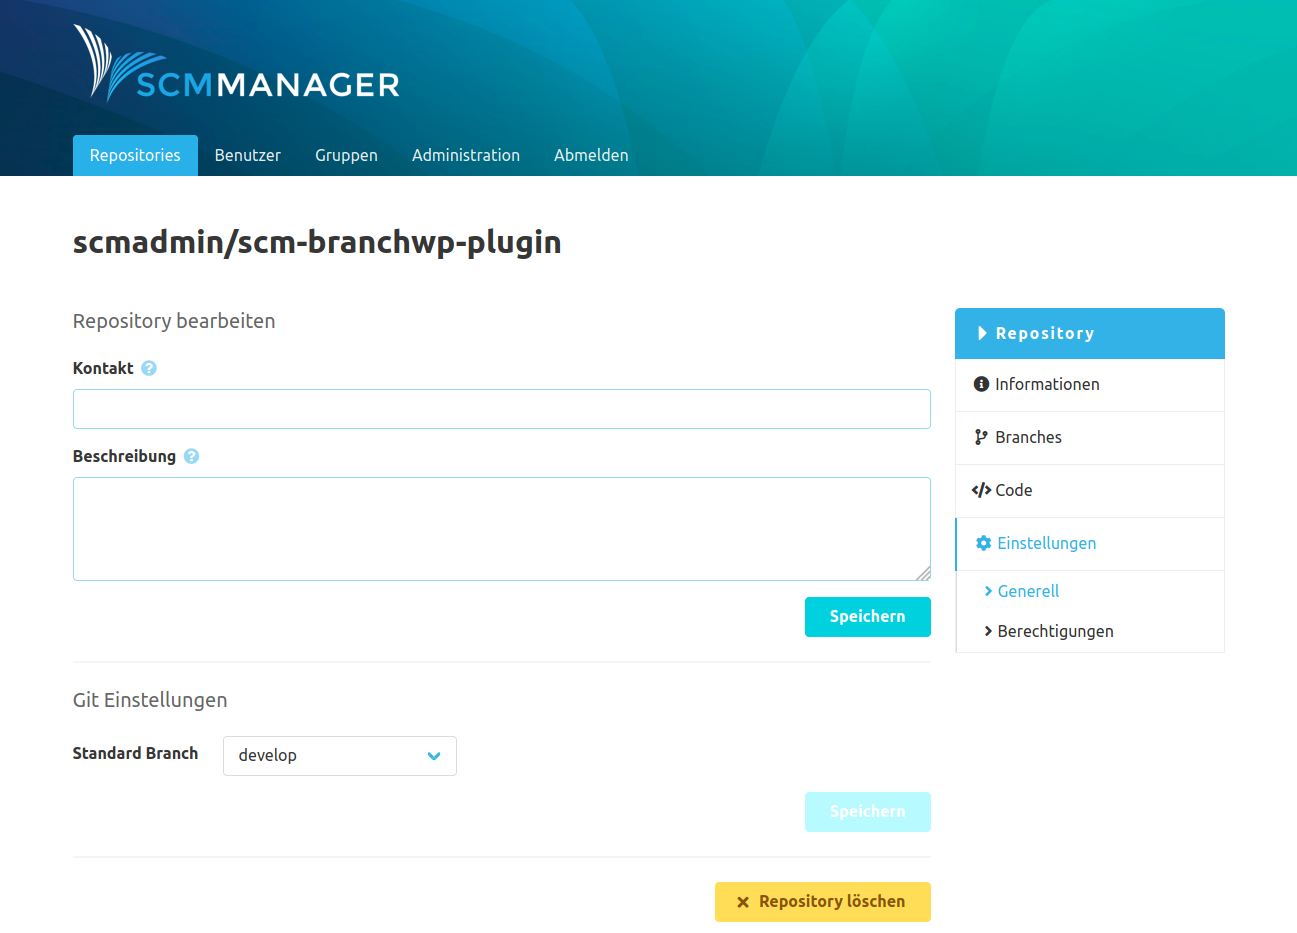 SCMMANAGER
Repositories Benutzer Gruppen Administration Abmelden
scmadmin/scm-branchwp-plugin
Repository bearbeiten
Kontakt ?
Beschreibung ?
Speichern
Git Einstellungen
Standard Branch develop
Speichern
Repository löschen
Repository
Informationen
Branches
Code
Einstellungen
Generell
Berechtigungen